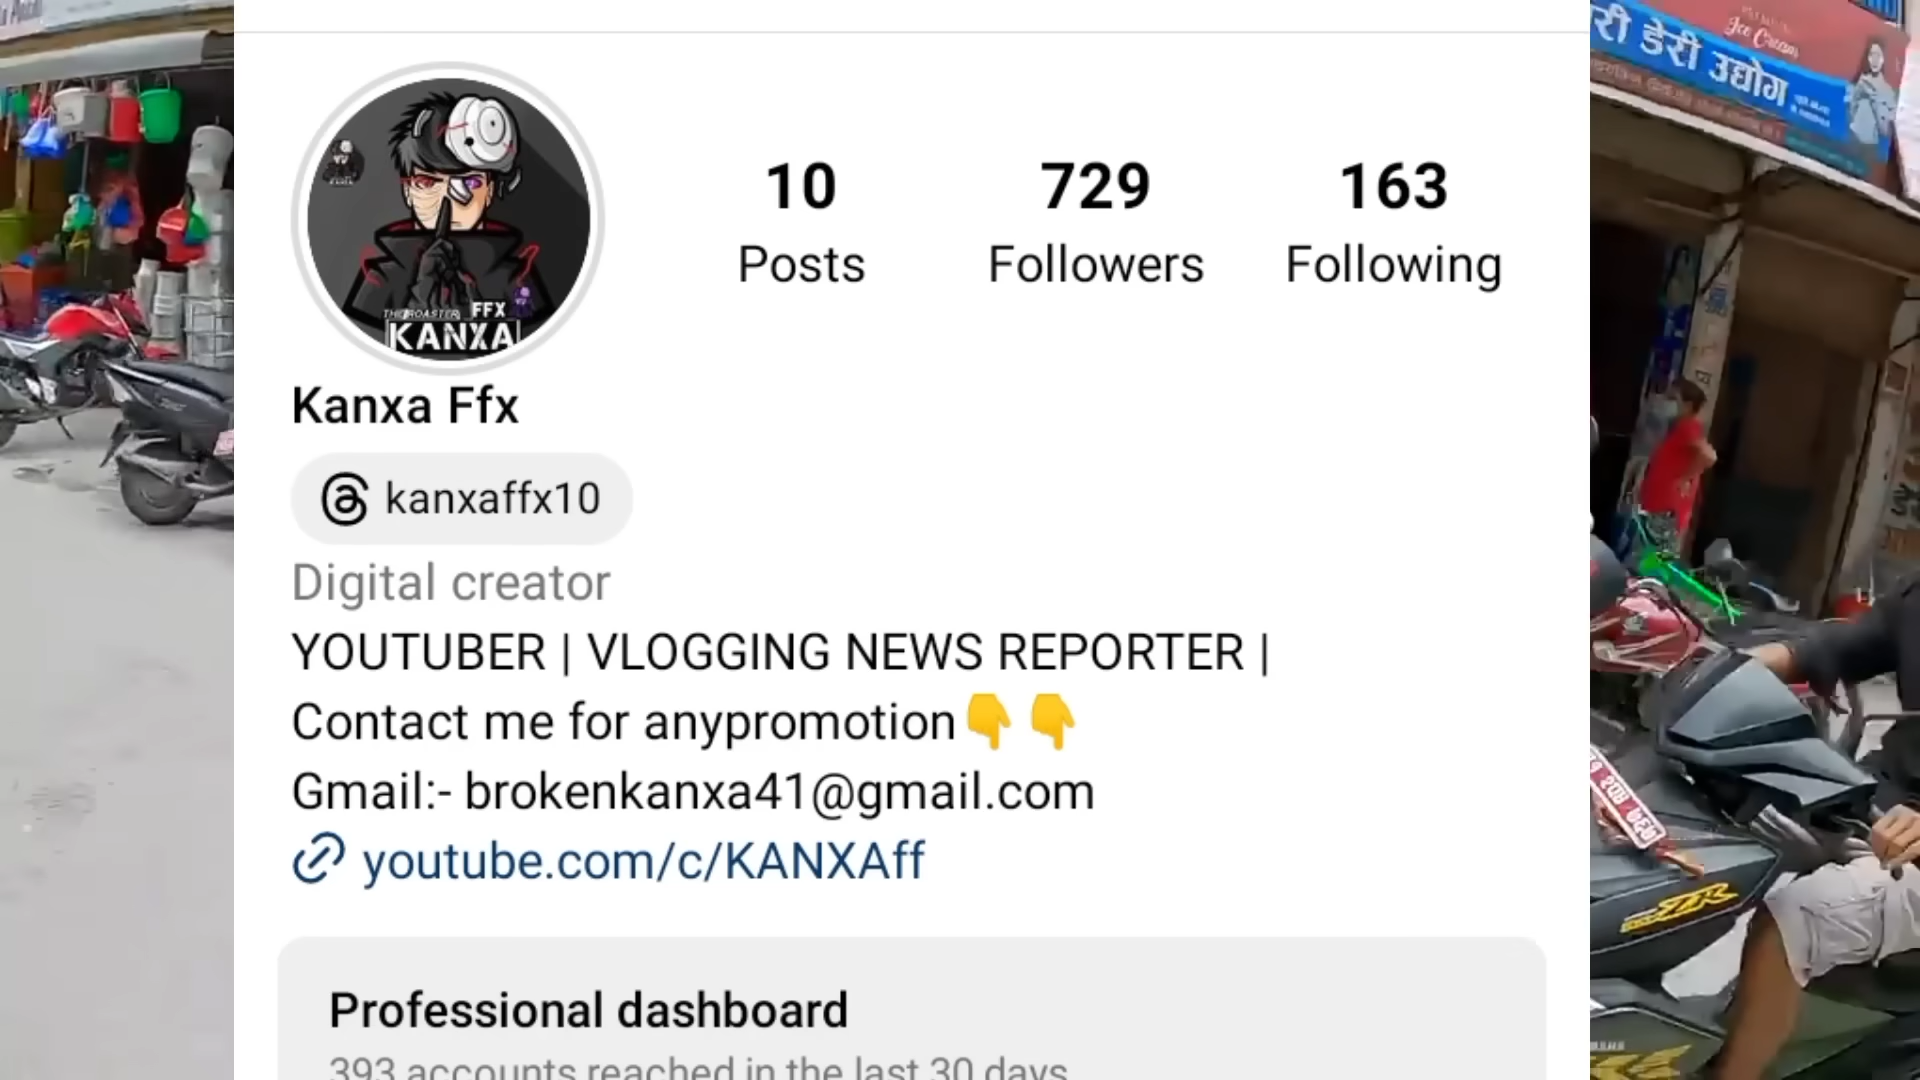 10
Posts
729
Followers
163
Following
THE ROASTER
FFX
KANXA
Kanxa Ffx
kanxaffx10
Digital creator
YOUTUBER | VLOGGING NEWS REPORTER |
Contact me for anypromotion👇👇
Gmail:- brokenkanxa41@gmail.com
youtube.com/c/KANXAff
Professional dashboard
393 accounts reached in the last 30 days
Ice Cream
री डेरी उद्योग